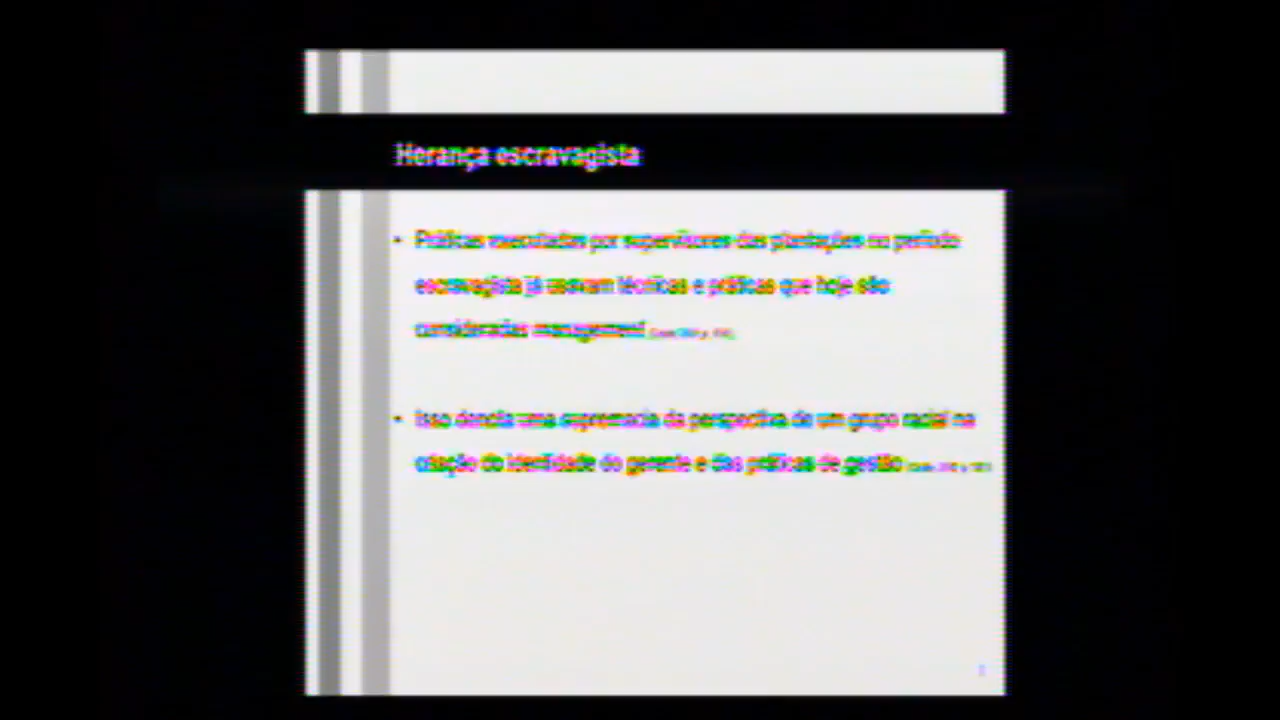 Herança escravagista
• Práticas executadas por supervisores das plantações no período
escravagista já usavam técnicas e práticas que hoje são
consideradas management
• Isso denota uma supremacia da perspectiva de um grupo racial na
criação da identidade do gerente e das práticas de gestão